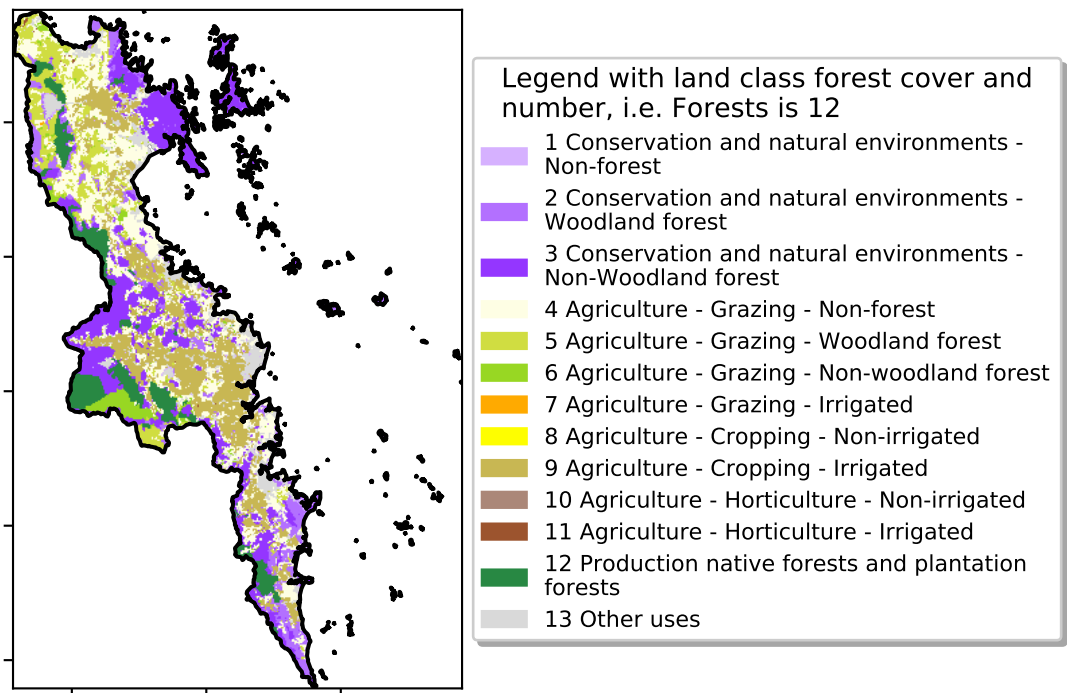 Legend with land class forest cover and
number, i.e. Forests is 12
1 Conservation and natural environments -
Non-forest
2 Conservation and natural environments -
Woodland forest
3 Conservation and natural environments -
Non-Woodland forest
4 Agriculture - Grazing - Non-forest
5 Agriculture - Grazing - Woodland forest
6 Agriculture - Grazing - Non-woodland forest
7 Agriculture - Grazing - Irrigated
8 Agriculture - Cropping - Non-irrigated
9 Agriculture - Cropping - Irrigated
10 Agriculture - Horticulture - Non-irrigated
11 Agriculture - Horticulture - Irrigated
12 Production native forests and plantation
forests
13 Other uses